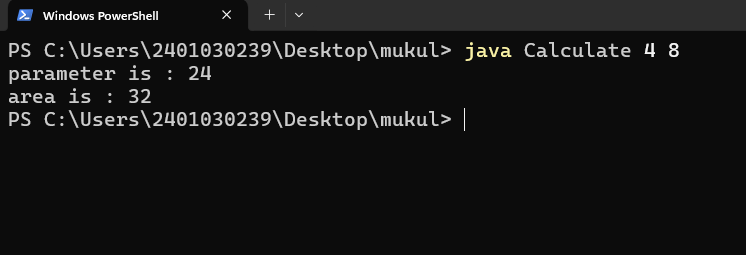 Windows PowerShell
PS C:\Users\2401030239\Desktop\mukul> java Calculate 4 8
parameter is : 24
area is : 32
PS C:\Users\2401030239\Desktop\mukul>